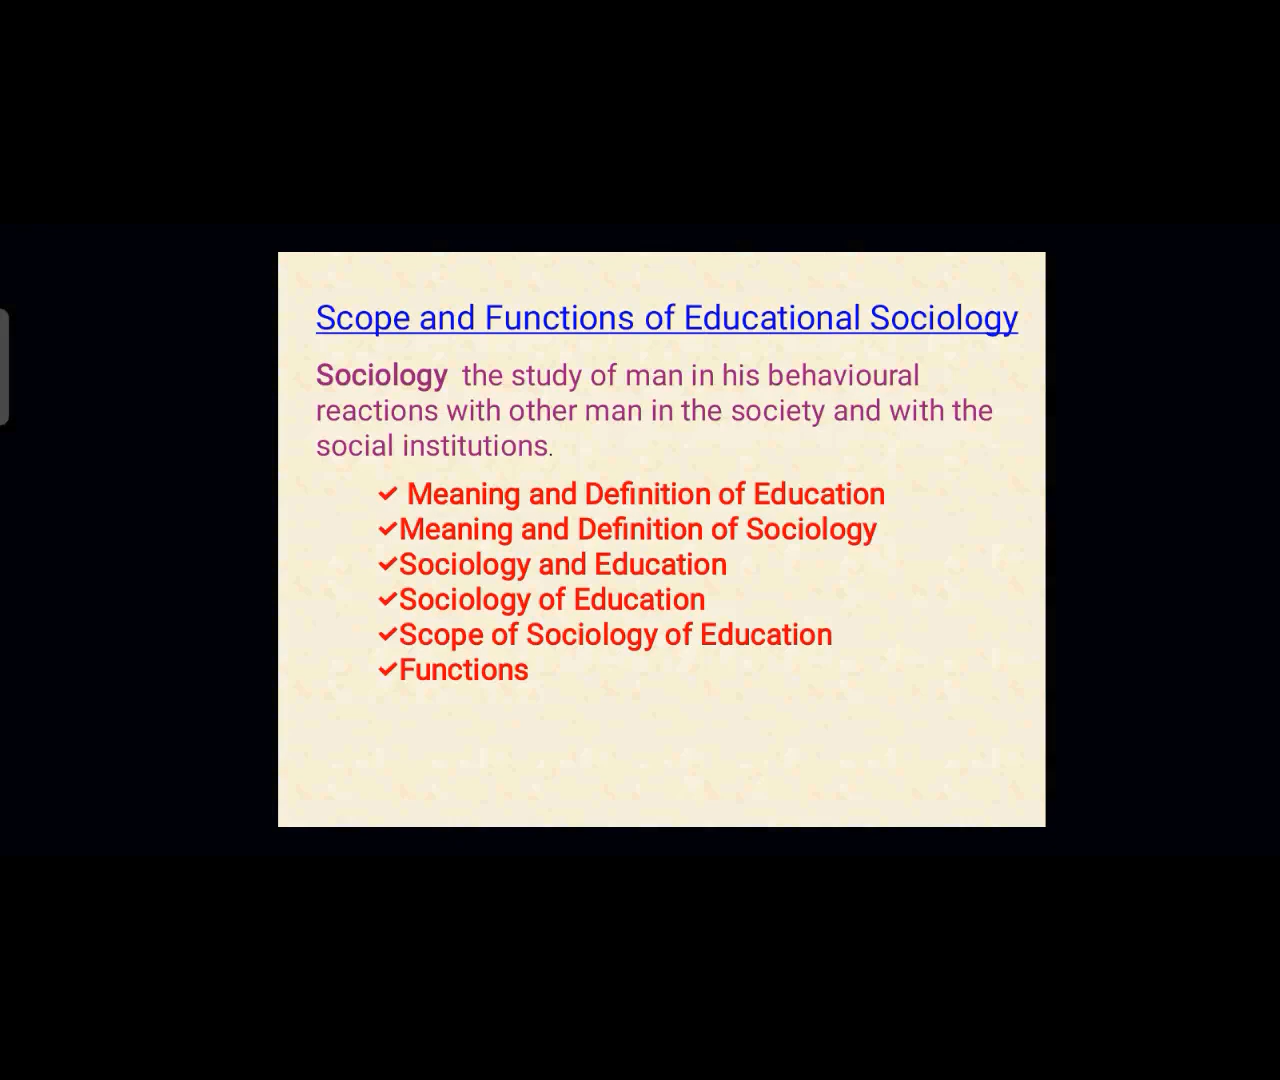 Scope and Functions of Educational Sociology
Sociology the study of man in his behavioural
reactions with other man in the society and with the
social institutions.
✓ Meaning and Definition of Education
✓Meaning and Definition of Sociology
✓Sociology and Education
✓Sociology of Education
✓Scope of Sociology of Education
✓Functions